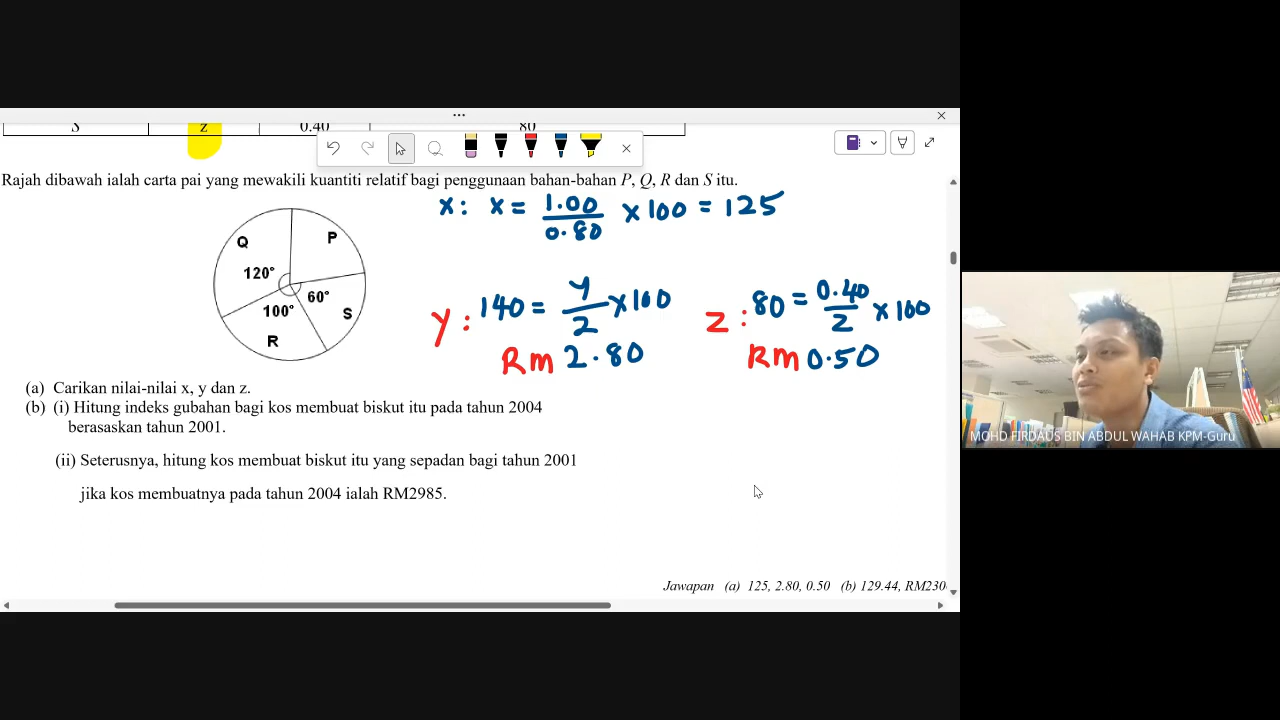 S z 0.40 80
Rajah dibawah ialah carta pai yang mewakili kuantiti relatif bagi penggunaan bahan-bahan P, Q, R dan S itu.
x: x = 1.00/0.80 x 100 = 125
Q P
120°
60°
100°
S
R
y: 140 = y/2 x 100
Rm 2.80
z: 80 = 0.40/z x 100
Rm 0.50
(a) Carikan nilai-nilai x, y dan z.
(b) (i) Hitung indeks gubahan bagi kos membuat biskut itu pada tahun 2004
berasaskan tahun 2001.
(ii) Seterusnya, hitung kos membuat biskut itu yang sepadan bagi tahun 2001
jika kos membuatnya pada tahun 2004 ialah RM2985.
Jawapan (a) 125, 2.80, 0.50 (b) 129.44, RM230
MOHD FIRDAUS BIN ABDUL WAHAB KPM-Guru